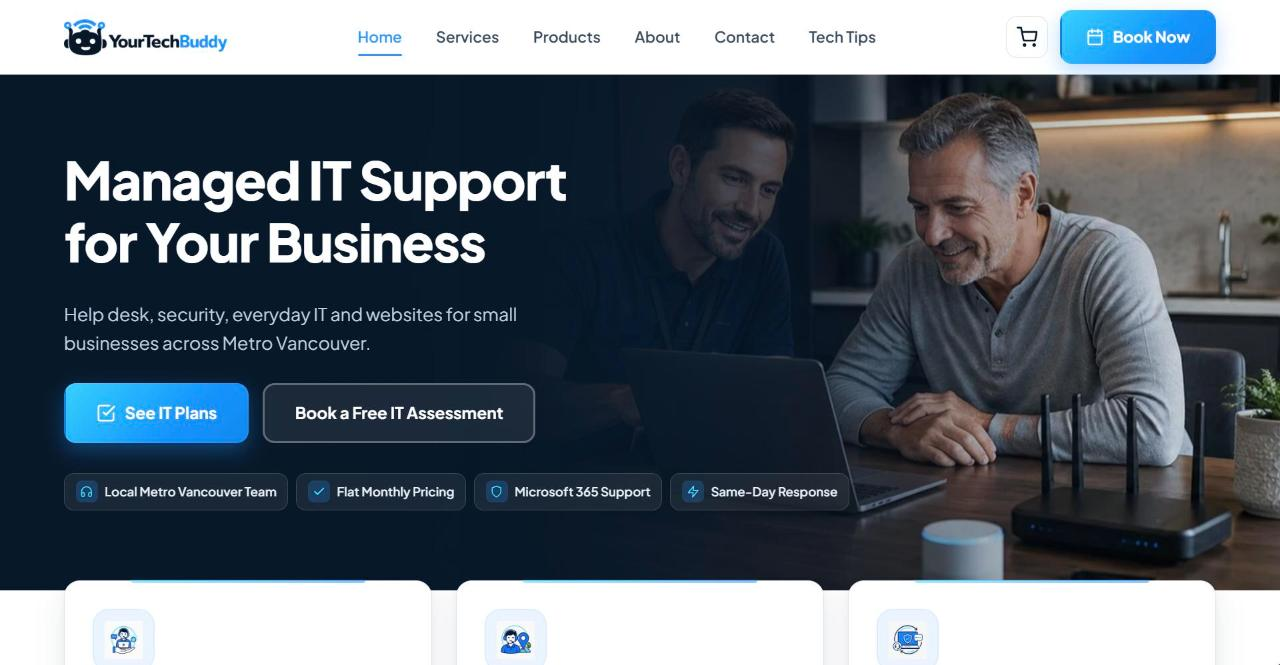 YourTechBuddy
Home
Services
Products
About
Contact
Tech Tips
Book Now
Managed IT Support
for Your Business
Help desk, security, everyday IT and websites for small
businesses across Metro Vancouver.
See IT Plans
Book a Free IT Assessment
Local Metro Vancouver Team
Flat Monthly Pricing
Microsoft 365 Support
Same-Day Response